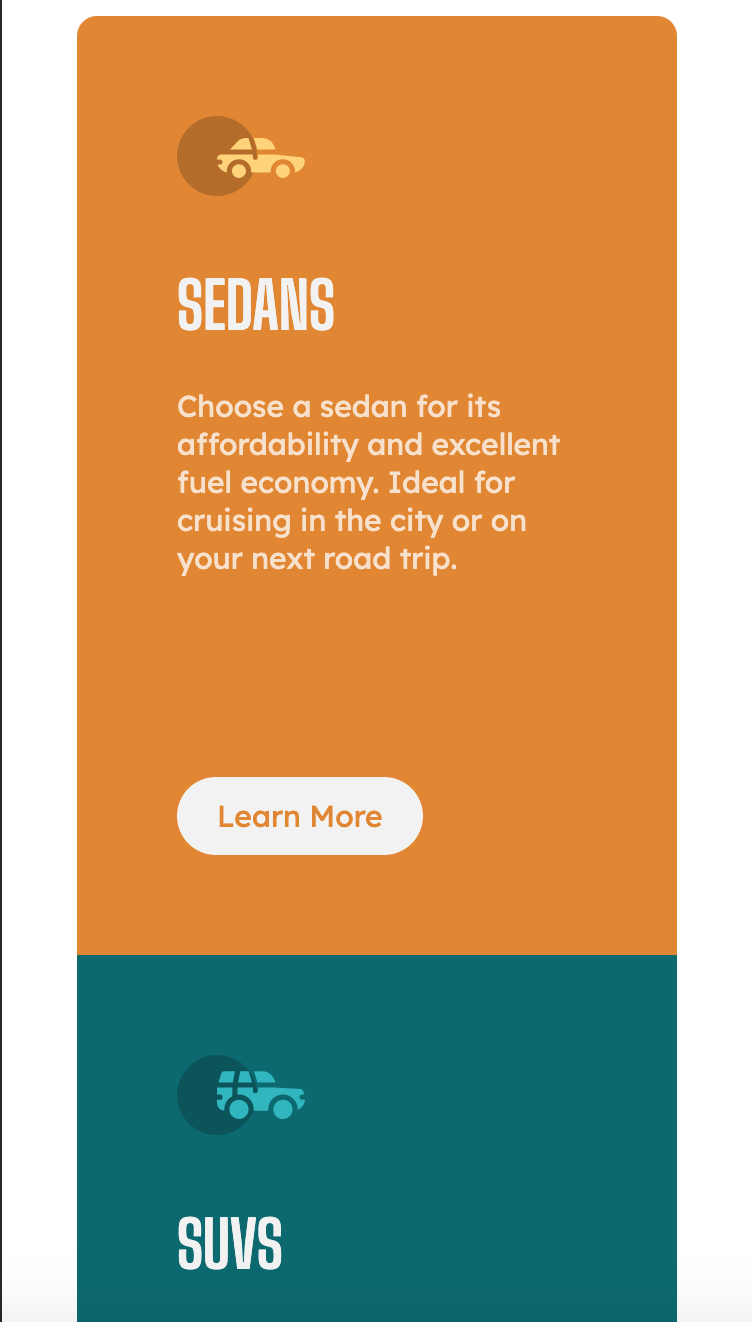 SEDANS
Choose a sedan for its
affordability and excellent
fuel economy. Ideal for
cruising in the city or on
your next road trip.
Learn More
SUVS